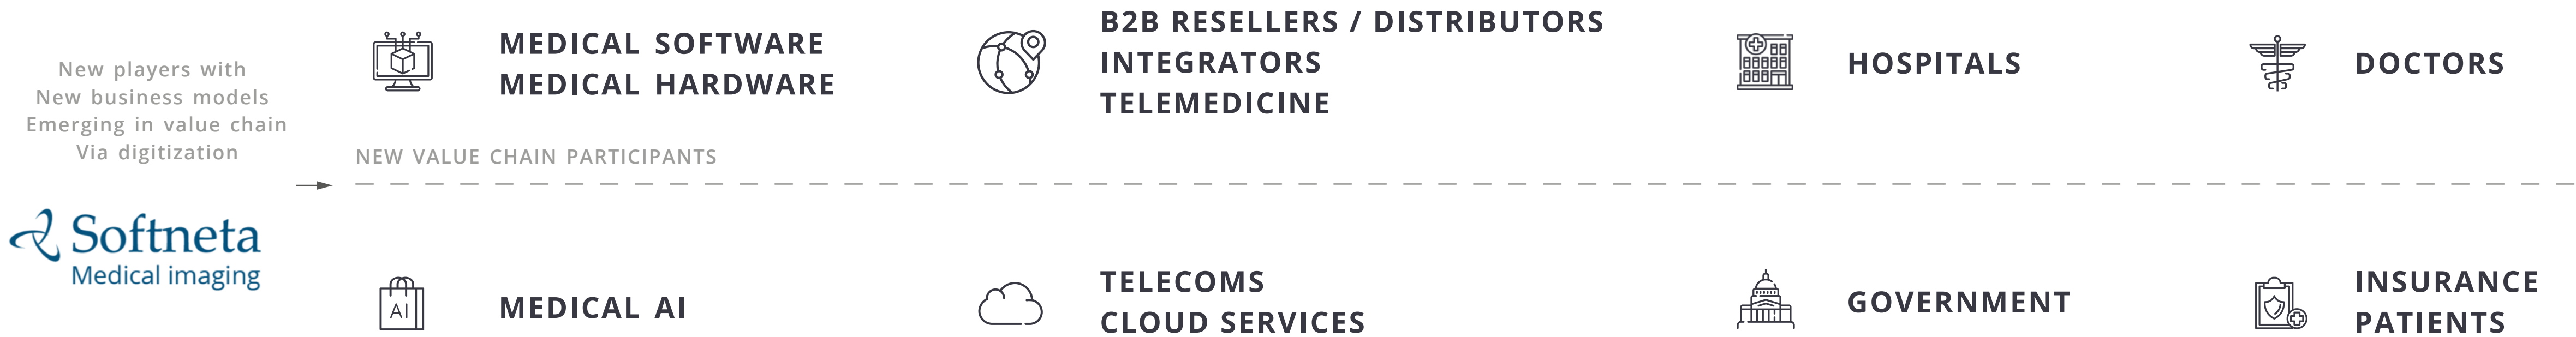 New players with
New business models
Emerging in value chain
Via digitization
MEDICAL SOFTWARE
MEDICAL HARDWARE
B2B RESELLERS / DISTRIBUTORS
INTEGRATORS
TELEMEDICINE
HOSPITALS
DOCTORS
NEW VALUE CHAIN PARTICIPANTS
Softneta
Medical imaging
AI
MEDICAL AI
TELECOMS
CLOUD SERVICES
GOVERNMENT
INSURANCE
PATIENTS